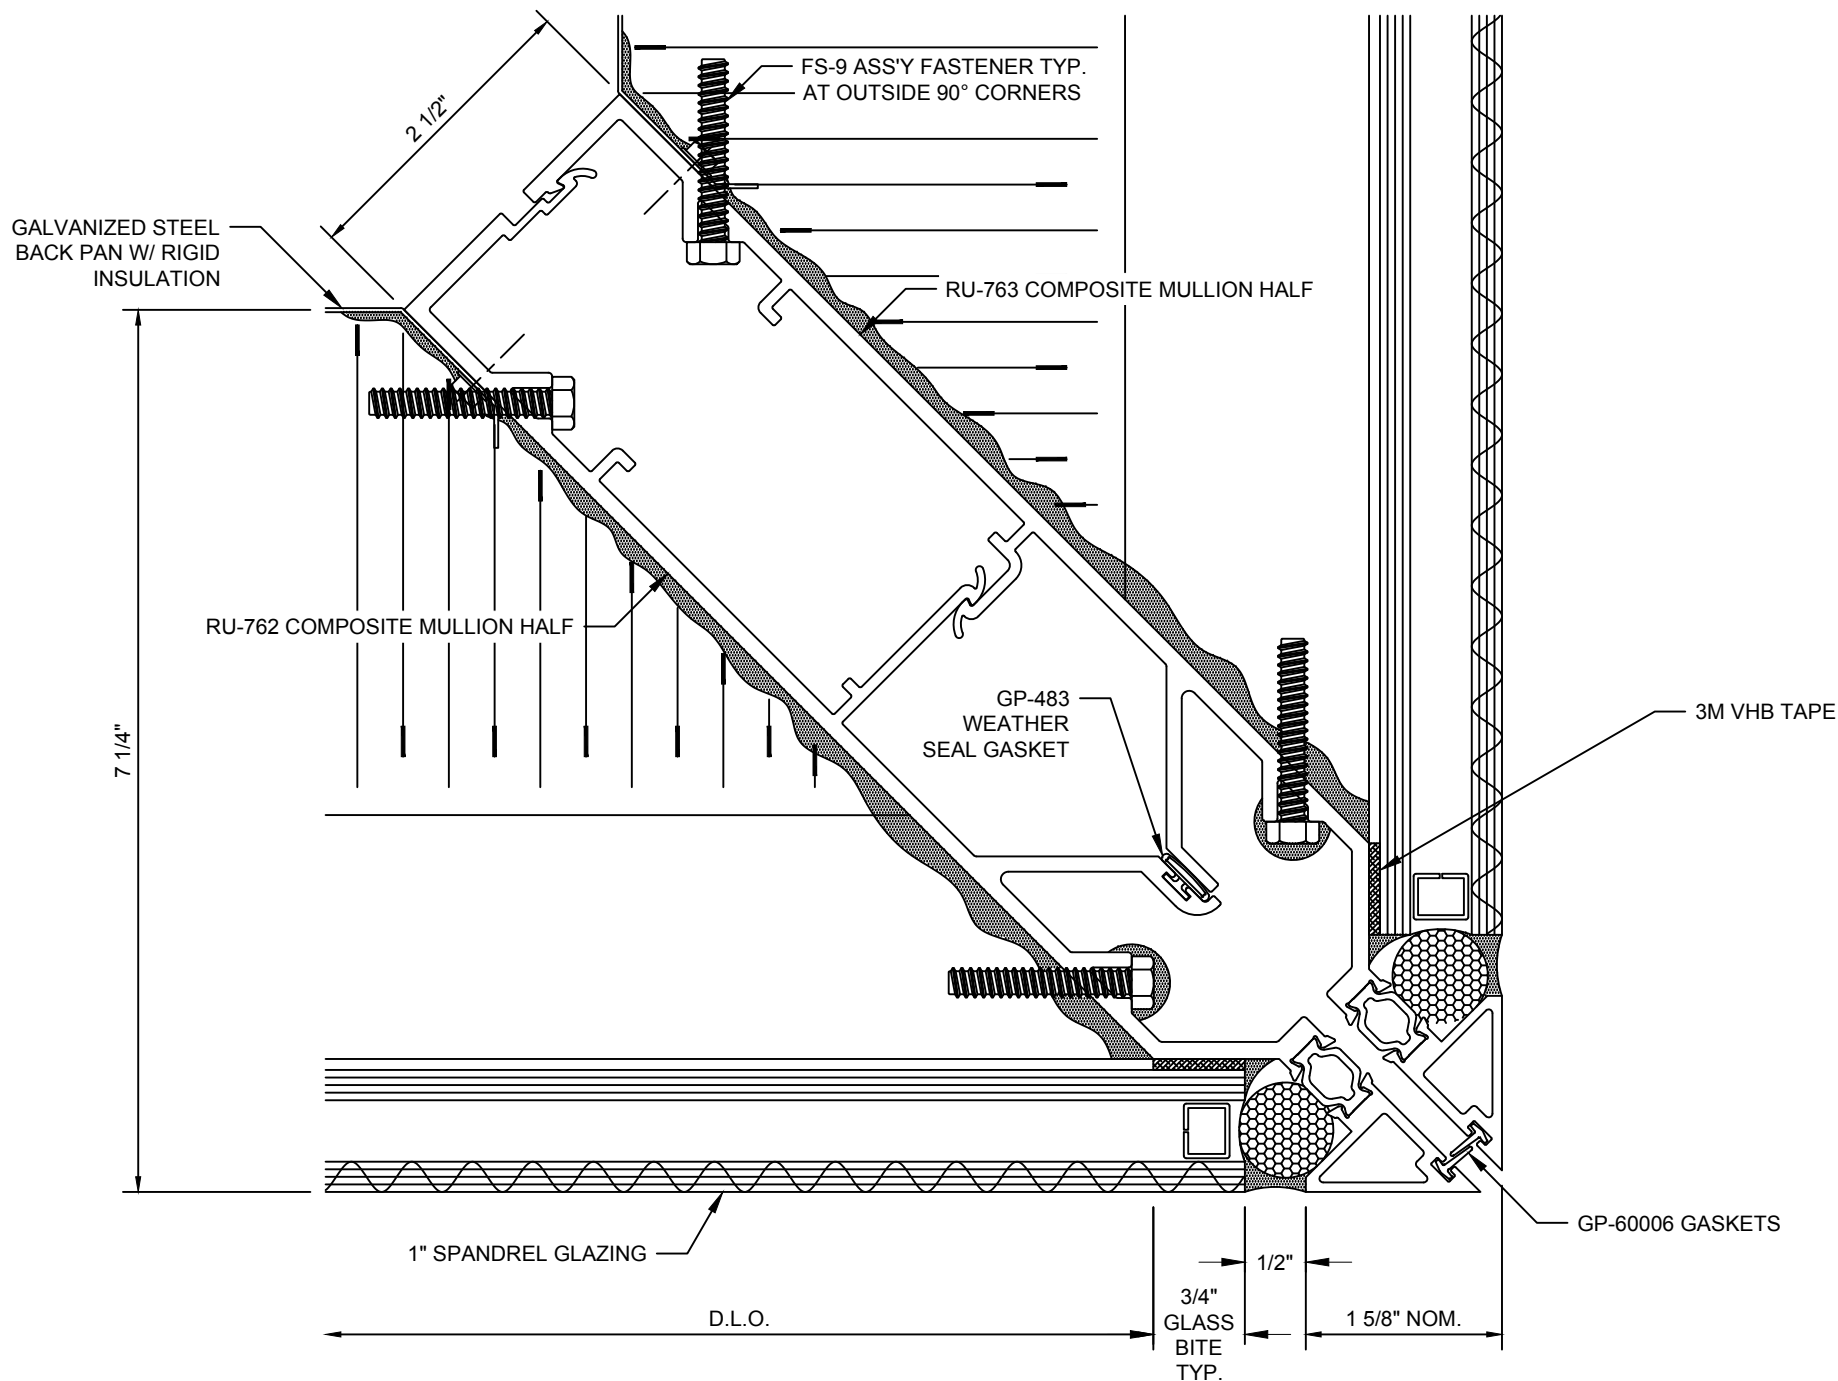 FS-9 ASS'Y FASTENER TYP.
AT OUTSIDE 90° CORNERS
2 1/2"
GALVANIZED STEEL
BACK PAN W/ RIGID
INSULATION
RU-763 COMPOSITE MULLION HALF
RU-762 COMPOSITE MULLION HALF
GP-483
WEATHER
SEAL GASKET
3M VHB TAPE
7 1/4"
GP-60006 GASKETS
1" SPANDREL GLAZING
1/2"
D.L.O.
3/4"
GLASS
BITE
TYP.
1 5/8" NOM.